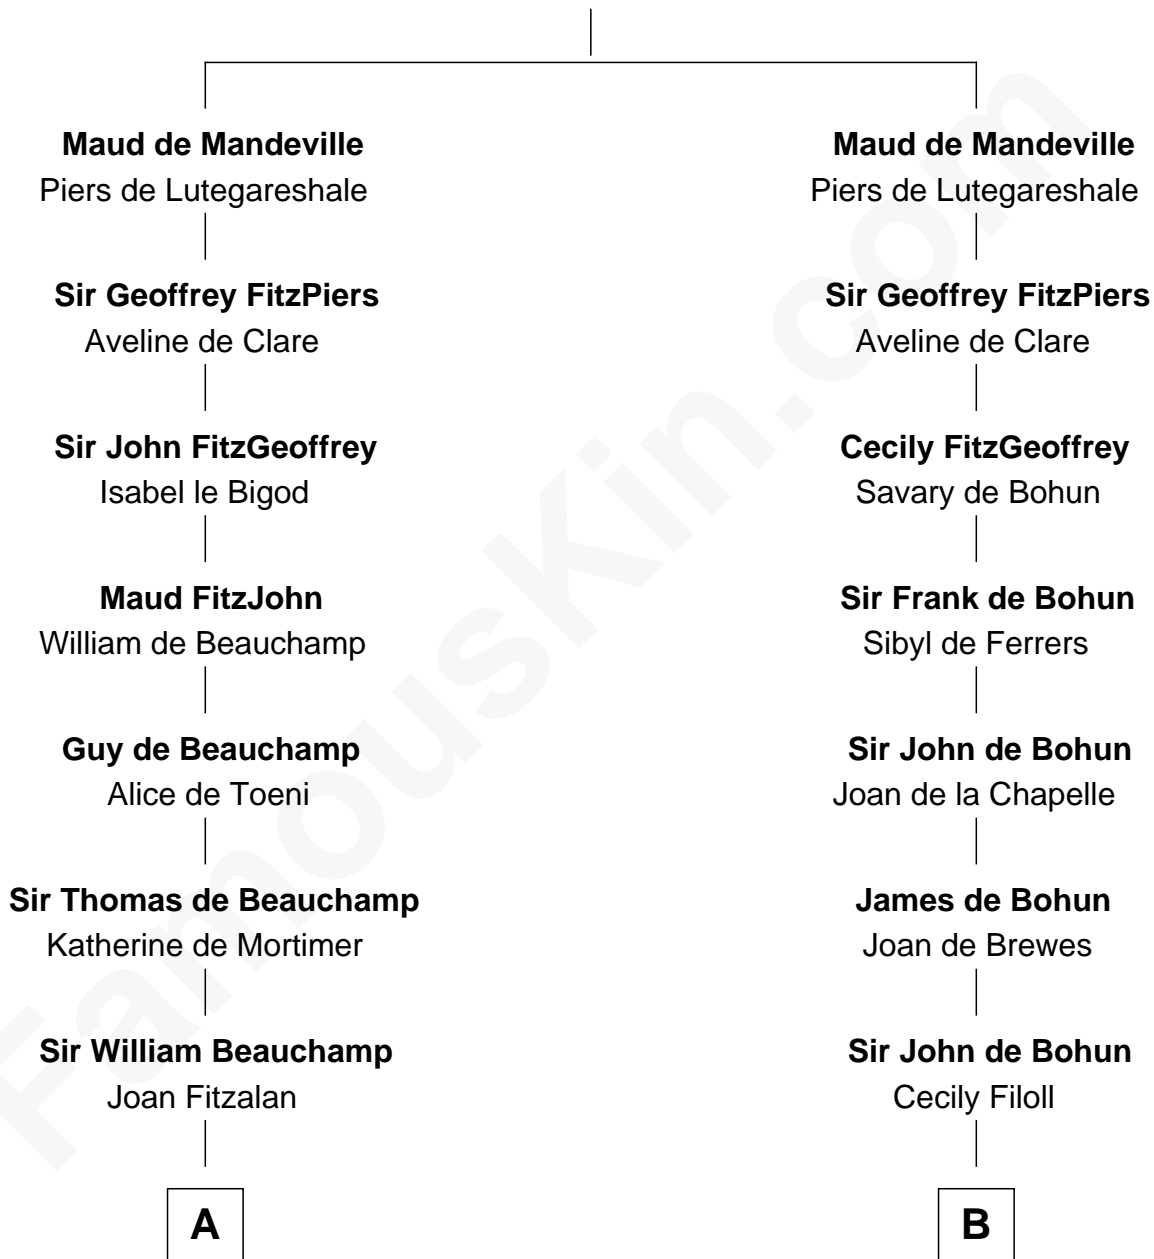 Maud de Mandeville
Piers de Lutegareshale
Sir Geoffrey FitzPiers
Aveline de Clare
Sir John FitzGeoffrey
Isabel le Bigod
Maud FitzJohn
William de Beauchamp
Guy de Beauchamp
Alice de Toeni
Sir Thomas de Beauchamp
Katherine de Mortimer
Sir William Beauchamp
Joan Fitzalan
A
Maud de Mandeville
Piers de Lutegareshale
Sir Geoffrey FitzPiers
Aveline de Clare
Cecily FitzGeoffrey
Savary de Bohun
Sir Frank de Bohun
Sibyl de Ferrers
Sir John de Bohun
Joan de la Chapelle
James de Bohun
Joan de Brewes
Sir John de Bohun
Cecily Filoll
B
FamousKin.com